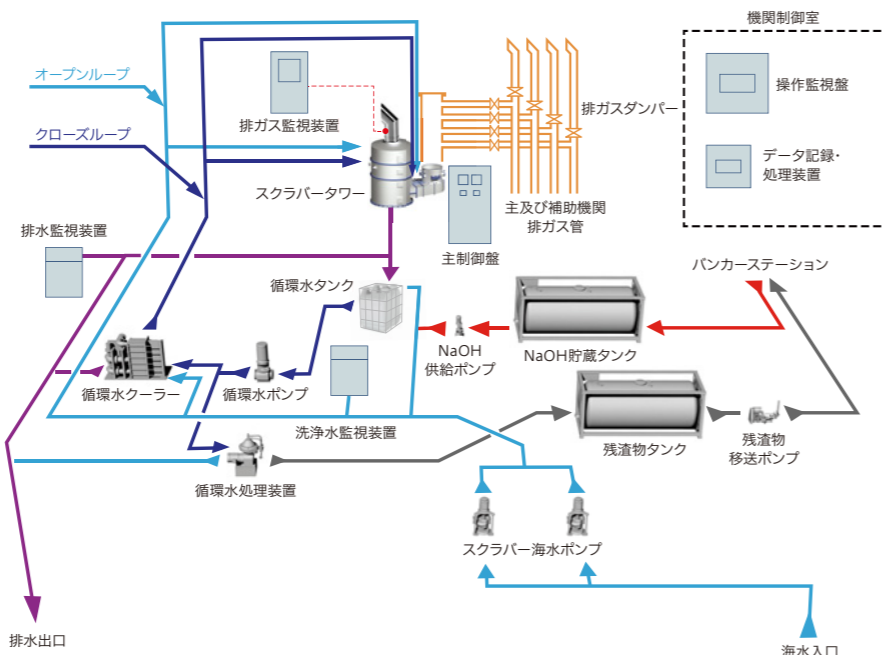 機関制御室
オープンループ
操作監視盤
排ガスダンパー
排ガス監視装置
クローズループ
データ記録・
処理装置
スクラバータワー
主及び補助機関
排ガス管
排水監視装置
主制御盤
バンカーステーション
循環水タンク
NaOH
供給ポンプ
NaOH貯蔵タンク
循環水クーラー
循環水ポンプ
洗浄水監視装置
残渣物タンク
残渣物
移送ポンプ
循環水処理装置
スクラバー海水ポンプ
排水出口
海水入口